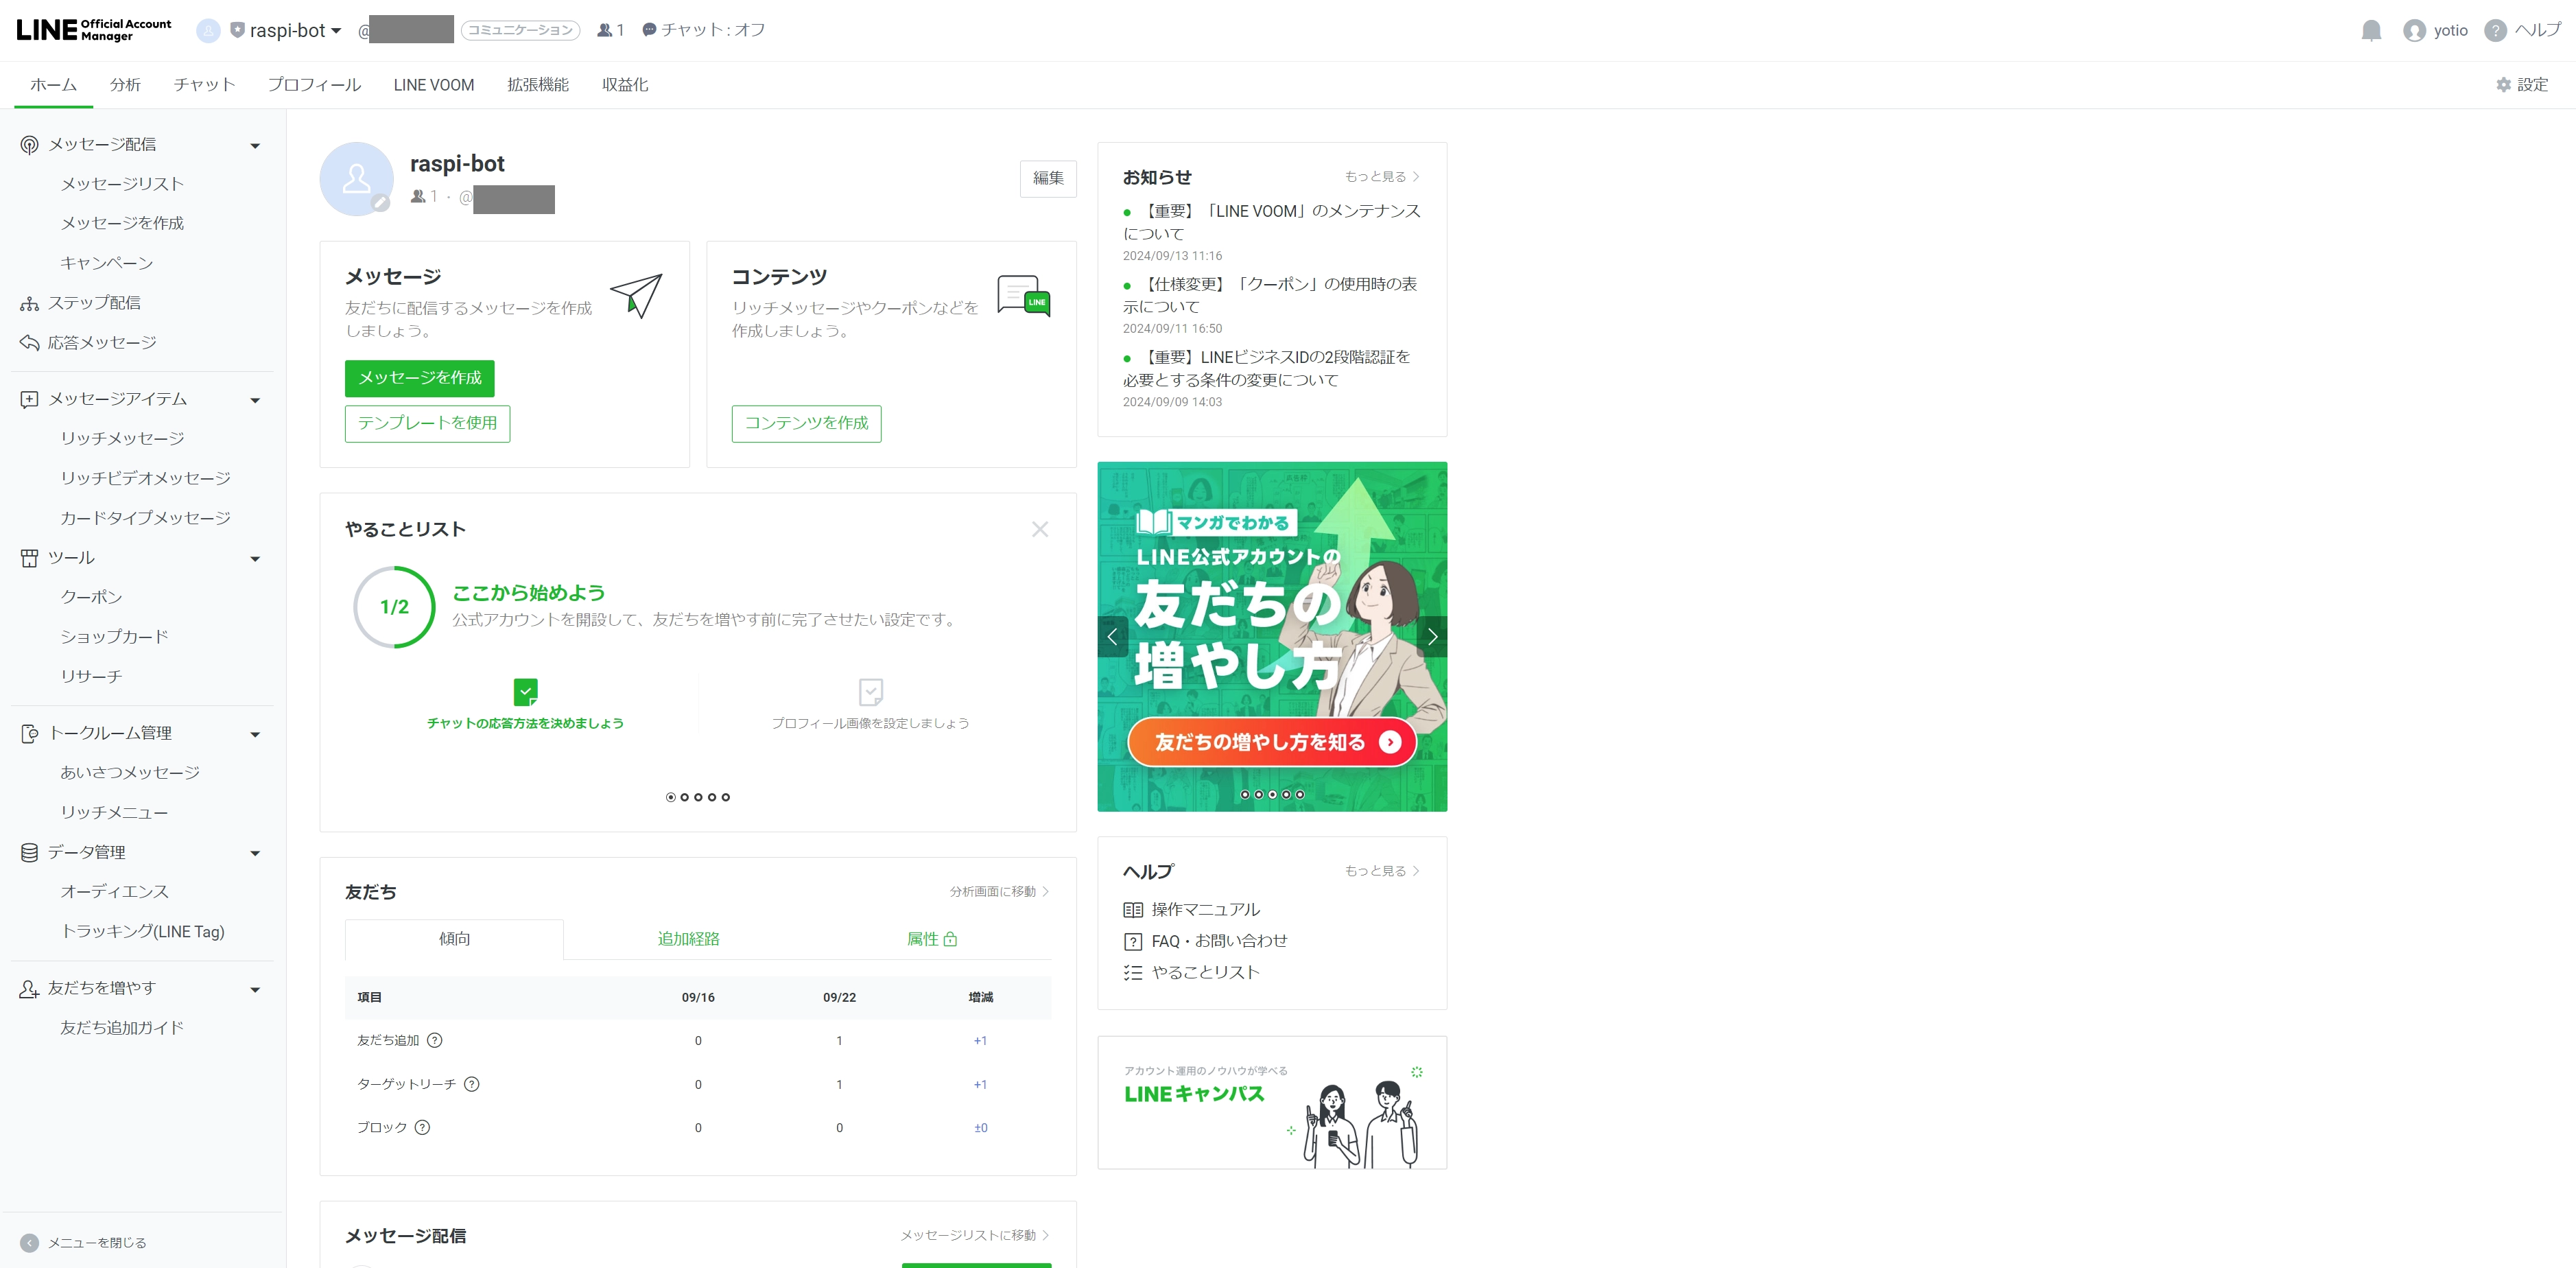 LINE Official Account Manager
raspi-bot
@
コミュニケーション
1
チャット : オフ
yotio
ヘルプ
ホーム
分析
チャット
プロフィール
LINE VOOM
拡張機能
収益化
設定
メッセージ配信
メッセージリスト
メッセージを作成
キャンペーン
ステップ配信
応答メッセージ
メッセージアイテム
リッチメッセージ
リッチビデオメッセージ
カードタイプメッセージ
ツール
クーポン
ショップカード
リサーチ
トークルーム管理
あいさつメッセージ
リッチメニュー
データ管理
オーディエンス
トラッキング(LINE Tag)
友だちを増やす
友だち追加ガイド
メニューを閉じる
raspi-bot
1 ・ @
編集
メッセージ
友だちに配信するメッセージを作成
しましょう。
メッセージを作成
テンプレートを使用
コンテンツ
リッチメッセージやクーポンなどを
作成しましょう。
LINE
コンテンツを作成
やることリスト
1/2
ここから始めよう
公式アカウントを開設して、友だちを増やす前に完了させたい設定です。
チャットの応答方法を決めましょう
プロフィール画像を設定しましょう
友だち
分析画面に移動
傾向
追加経路
属性
項目 09/16 09/22 増減
友だち追加 0 1 +1
ターゲットリーチ 0 1 +1
ブロック 0 0 ±0
メッセージ配信
メッセージリストに移動
お知らせ
もっと見る
【重要】「LINE VOOM」のメンテナンス
について
2024/09/13 11:16
【仕様変更】「クーポン」の使用時の表
示について
2024/09/11 16:50
【重要】LINEビジネスIDの2段階認証を
必要とする条件の変更について
2024/09/09 14:03
マンガでわかる
LINE公式アカウントの
友だちの
増やし方
友だちの増やし方を知る
ヘルプ
もっと見る
操作マニュアル
FAQ・お問い合わせ
やることリスト
アカウント運用のノウハウが学べる
LINEキャンパス